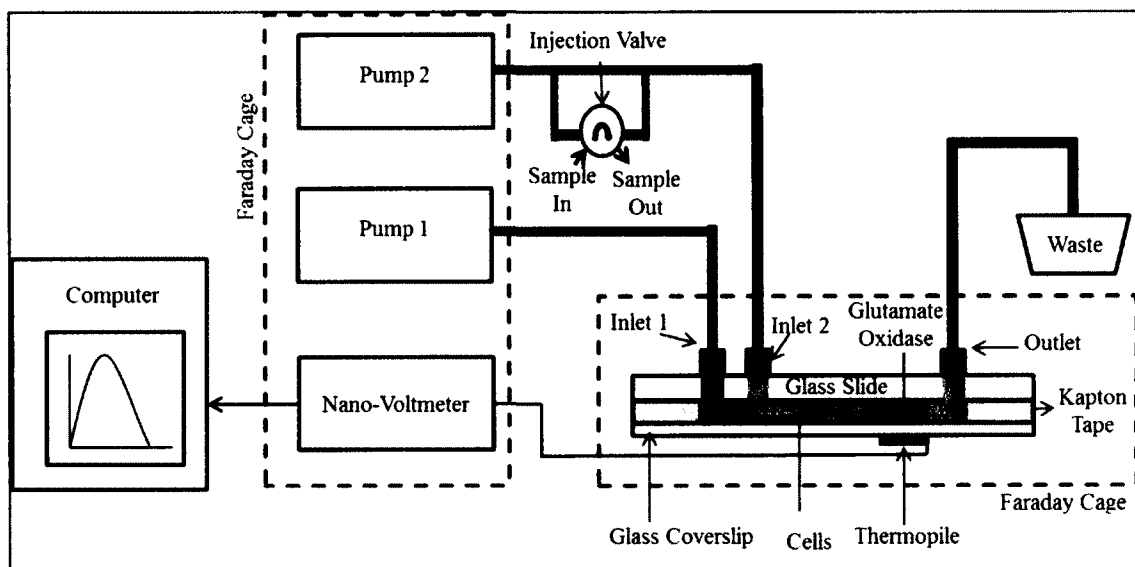 Injection Valve
Pump 2
Faraday Cage
Sample
In
Sample
Out
Pump 1
Waste
Computer
Inlet 1
Inlet 2
Glutamate
Oxidase
Outlet
Glass Slide
Nano-Voltmeter
Kapton
Tape
Faraday Cage
Glass Coverslip
Cells
Thermopile